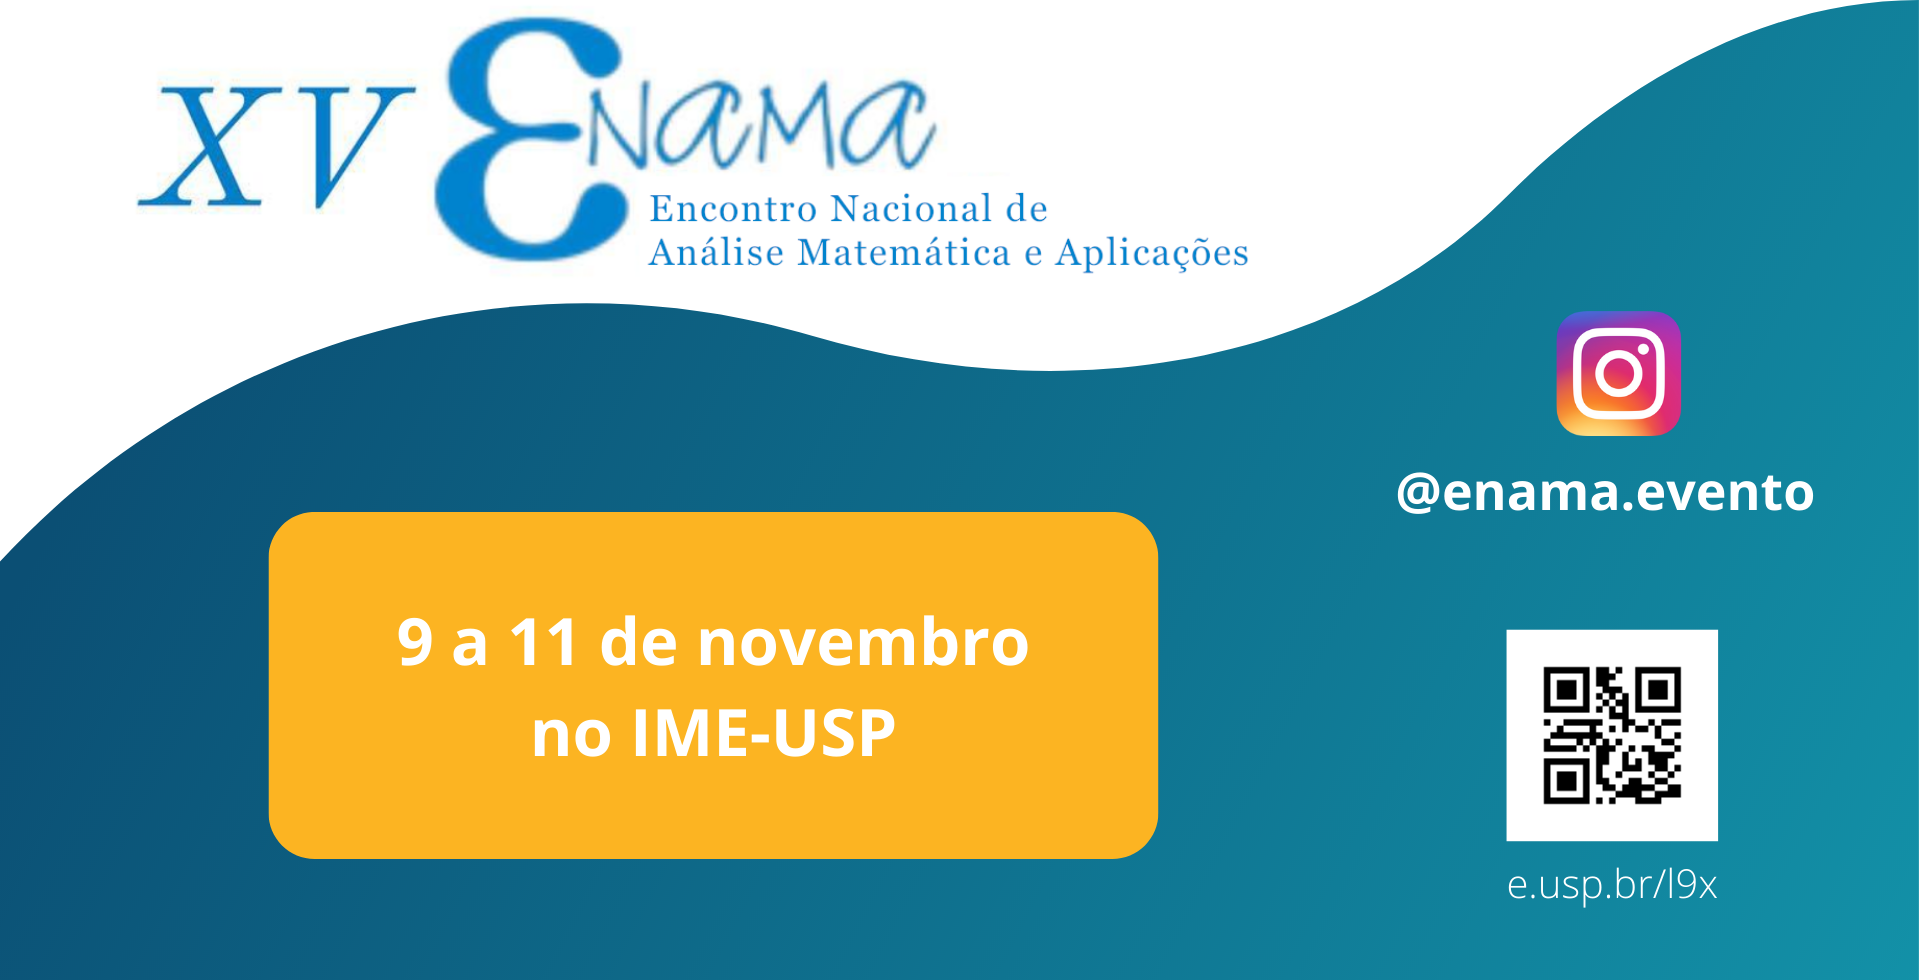 XV ENAMA
Encontro Nacional de
Análise Matemática e Aplicações
@enama.evento
9 a 11 de novembro
no IME-USP
e.usp.br/l9x